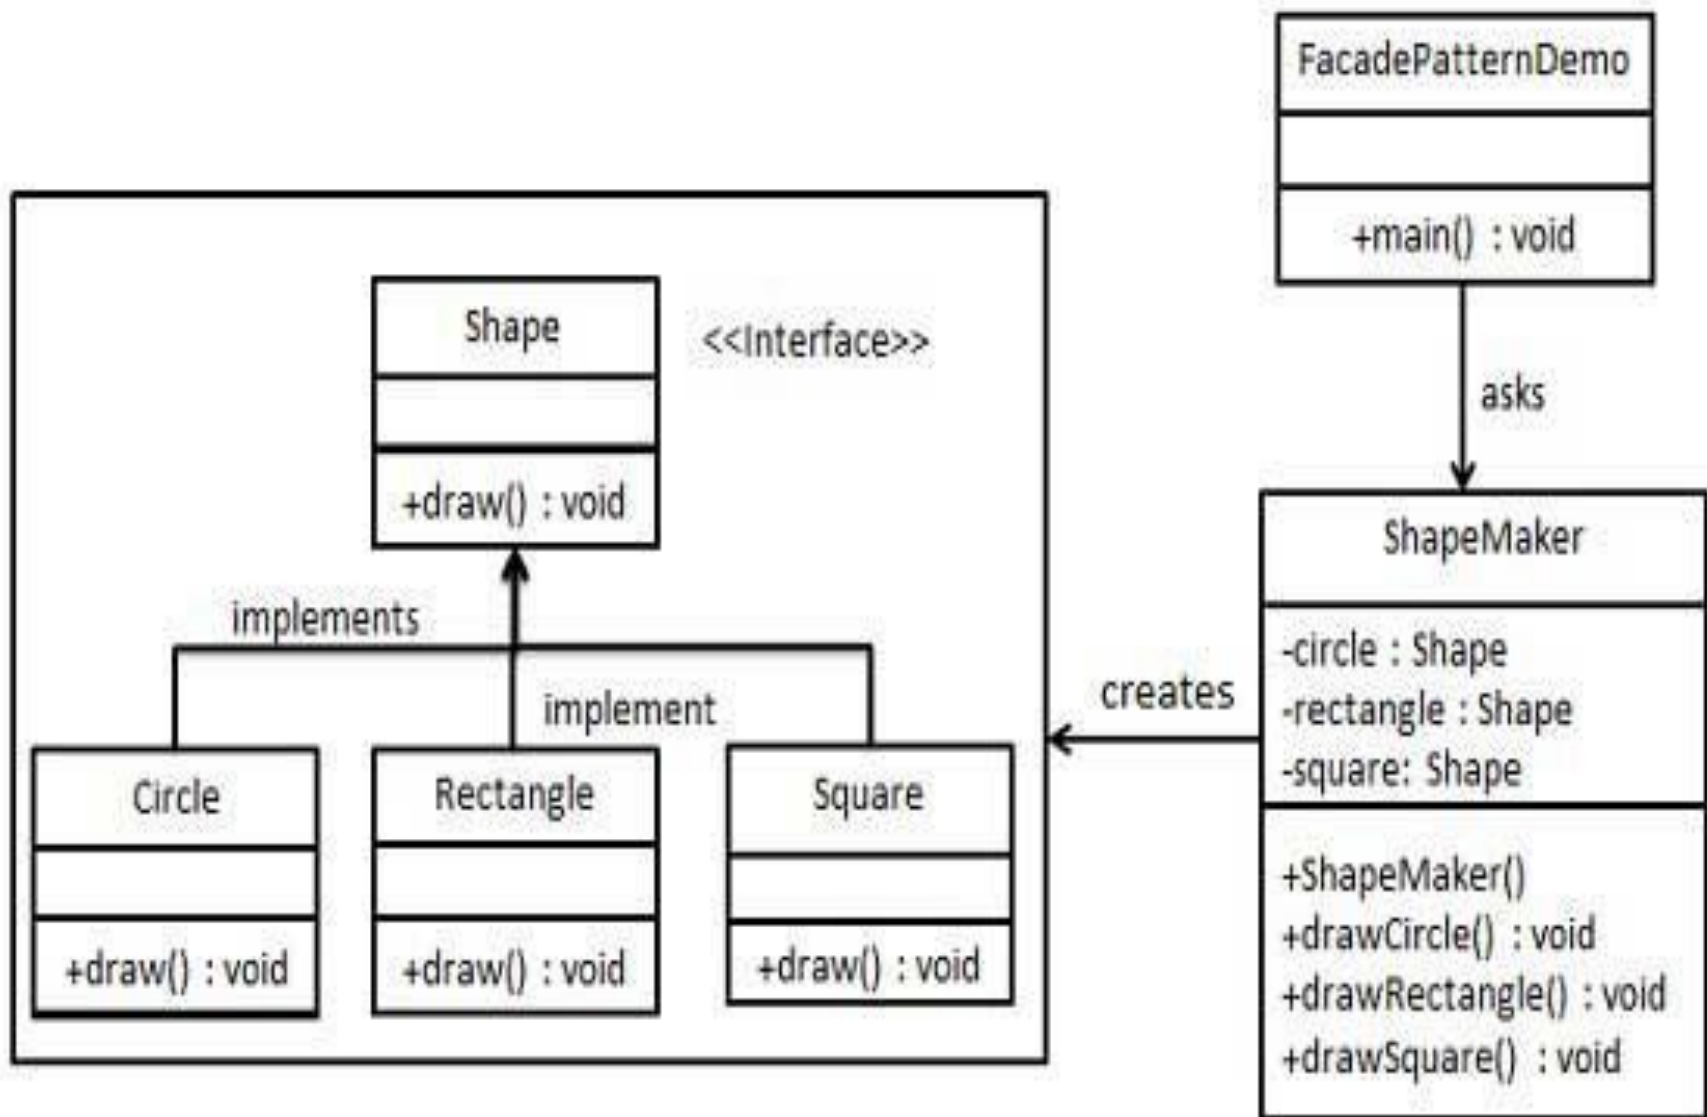 FacadePatternDemo
+main() : void
asks
Shape
<<Interface>>
+draw() : void
implements
implement
Circle
+draw() : void
Rectangle
+draw() : void
Square
+draw() : void
creates
ShapeMaker
-circle : Shape
-rectangle : Shape
-square: Shape
+ShapeMaker()
+drawCircle() : void
+drawRectangle() : void
+drawSquare() : void